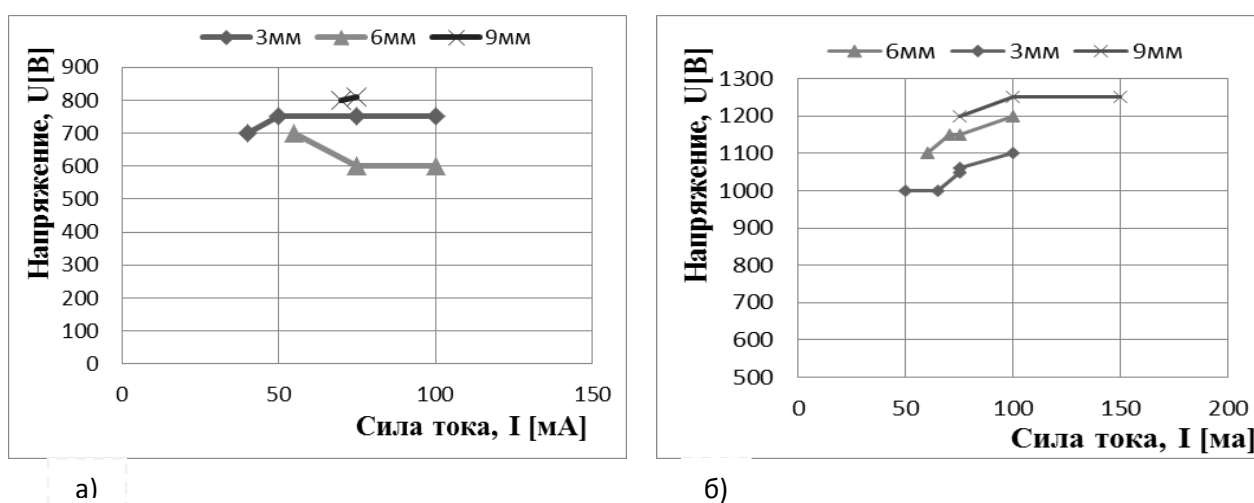 3мм 6мм 9мм
900
800
700
600
500
400
300
200
100
0
0 50 100 150
Напряжение, U[В]
Сила тока, I [мА]
а)
6мм 3мм 9мм
1300
1200
1100
1000
900
800
700
600
500
0 50 100 150 200
Напряжение, U[В]
Сила тока, I [ма]
б)